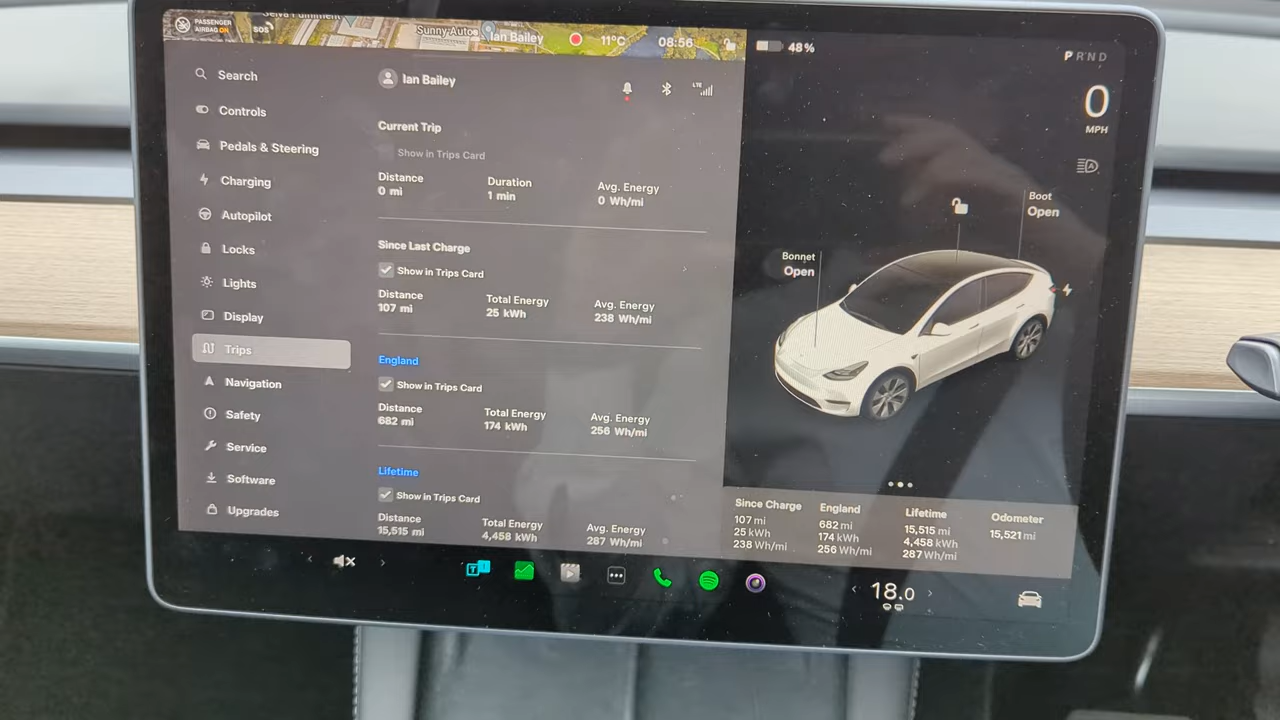 PASSENGER
AIRBAG ON
SOS
Sunny Autos
Ian Bailey
11°C
08:56
48%
P R N D
0
MPH
Search
Controls
Pedals & Steering
Charging
Autopilot
Locks
Lights
Display
Trips
Navigation
Safety
Service
Software
Upgrades
Ian Bailey
LTE
Current Trip
Show in Trips Card
Distance Duration Avg. Energy
0 mi 1 min 0 Wh/mi
Since Last Charge
Show in Trips Card
Distance Total Energy Avg. Energy
107 mi 25 kWh 238 Wh/mi
England
Show in Trips Card
Distance Total Energy Avg. Energy
682 mi 174 kWh 256 Wh/mi
Lifetime
Show in Trips Card
Distance Total Energy Avg. Energy
15,515 mi 4,458 kWh 287 Wh/mi
Boot
Open
Bonnet
Open
Since Charge England Lifetime Odometer
107 mi 682 mi 15,515 mi 15,521 mi
25 kWh 174 kWh 4,458 kWh
238 Wh/mi 256 Wh/mi 287 Wh/mi
18.0